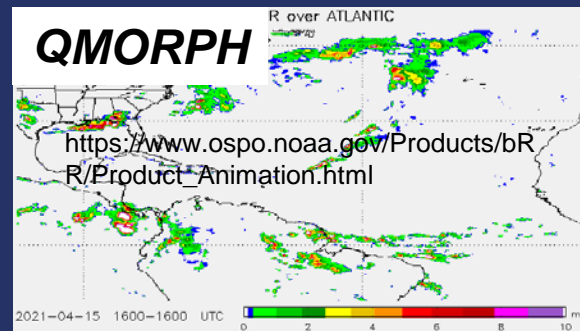 R over ATLANTIC
QMORPH
https://www.ospo.noaa.gov/Products/bR
R/Product_Animation.html
2021-04-15 1600-1600 UTC
0 2 4 6 8 10 m